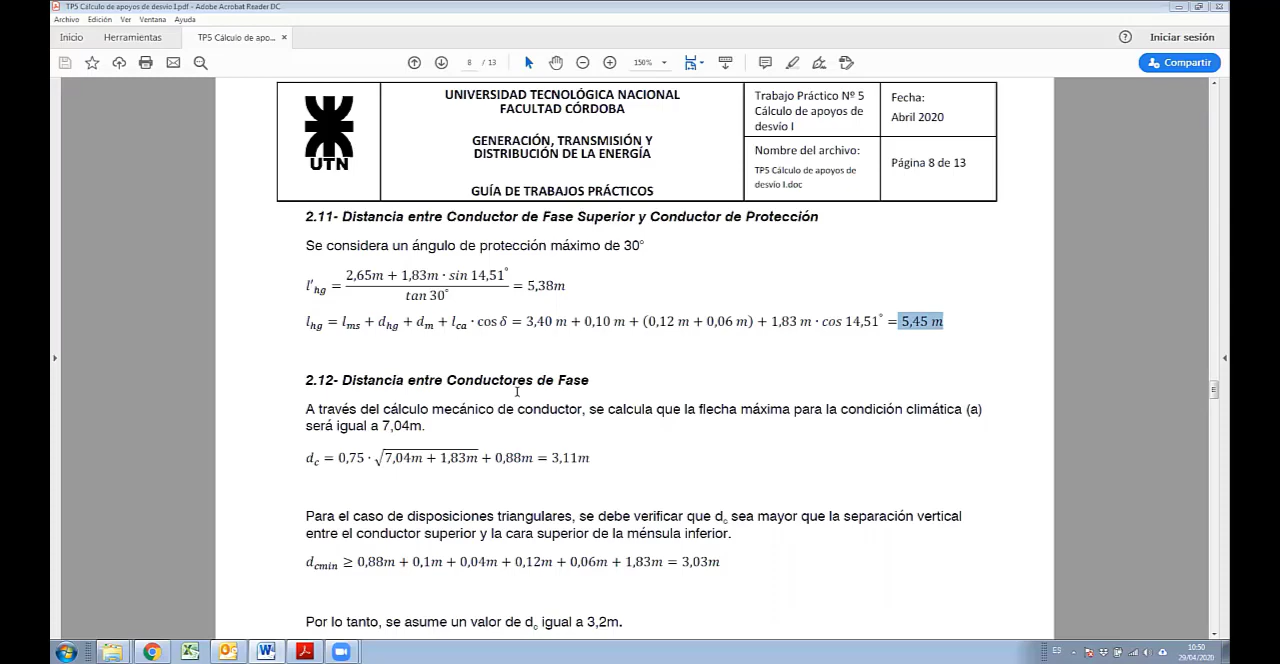 TP5 Cálculo de apoyos de desvío 1.pdf - Adobe Acrobat Reader DC
Archivo Edición Ver Ventana Ayuda
Inicio Herramientas TP5 Cálculo de apo... × Iniciar sesión
8 / 13 150% Compartir
UNIVERSIDAD TECNOLÓGICA NACIONAL
FACULTAD CÓRDOBA
GENERACIÓN, TRANSMISIÓN Y
DISTRIBUCIÓN DE LA ENERGÍA
GUÍA DE TRABAJOS PRÁCTICOS
UTN
Trabajo Práctico Nº 5
Cálculo de apoyos de
desvío I
Nombre del archivo:
TP5 Cálculo de apoyos de
desvío I.doc
Fecha:
Abril 2020
Página 8 de 13
2.11- Distancia entre Conductor de Fase Superior y Conductor de Protección
Se considera un ángulo de protección máximo de 30°
l'hg = (2,65m + 1,83m · sin 14,51°) / (tan 30°) = 5,38m
lhg = lms + dhg + dm + lca · cos δ = 3,40 m + 0,10 m + (0,12 m + 0,06 m) + 1,83 m · cos 14,51° = 5,45 m
2.12- Distancia entre Conductores de Fase
A través del cálculo mecánico de conductor, se calcula que la flecha máxima para la condición climática (a)
será igual a 7,04m.
dc = 0,75 · √(7,04m + 1,83m) + 0,88m = 3,11m
Para el caso de disposiciones triangulares, se debe verificar que dc sea mayor que la separación vertical
entre el conductor superior y la cara superior de la ménsula inferior.
dcmin ≥ 0,88m + 0,1m + 0,04m + 0,12m + 0,06m + 1,83m = 3,03m
Por lo tanto, se asume un valor de dc igual a 3,2m.
ES 10:50
29/04/2020